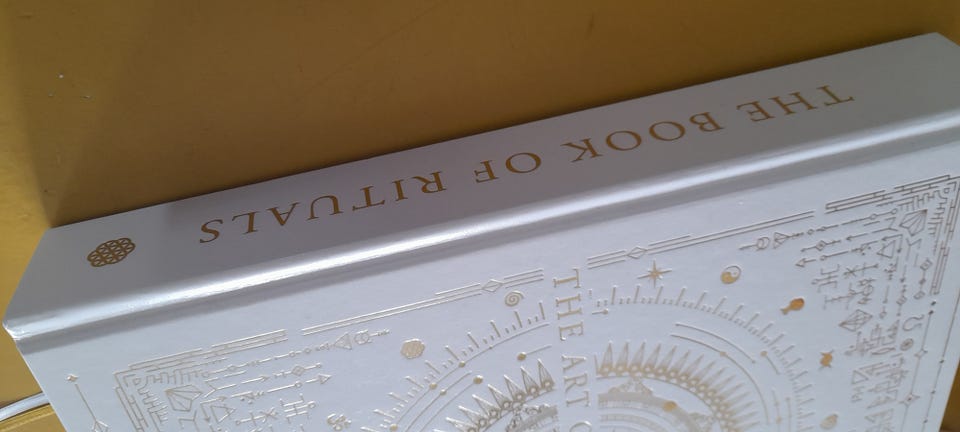 THE BOOK OF RITUALS
THE ART